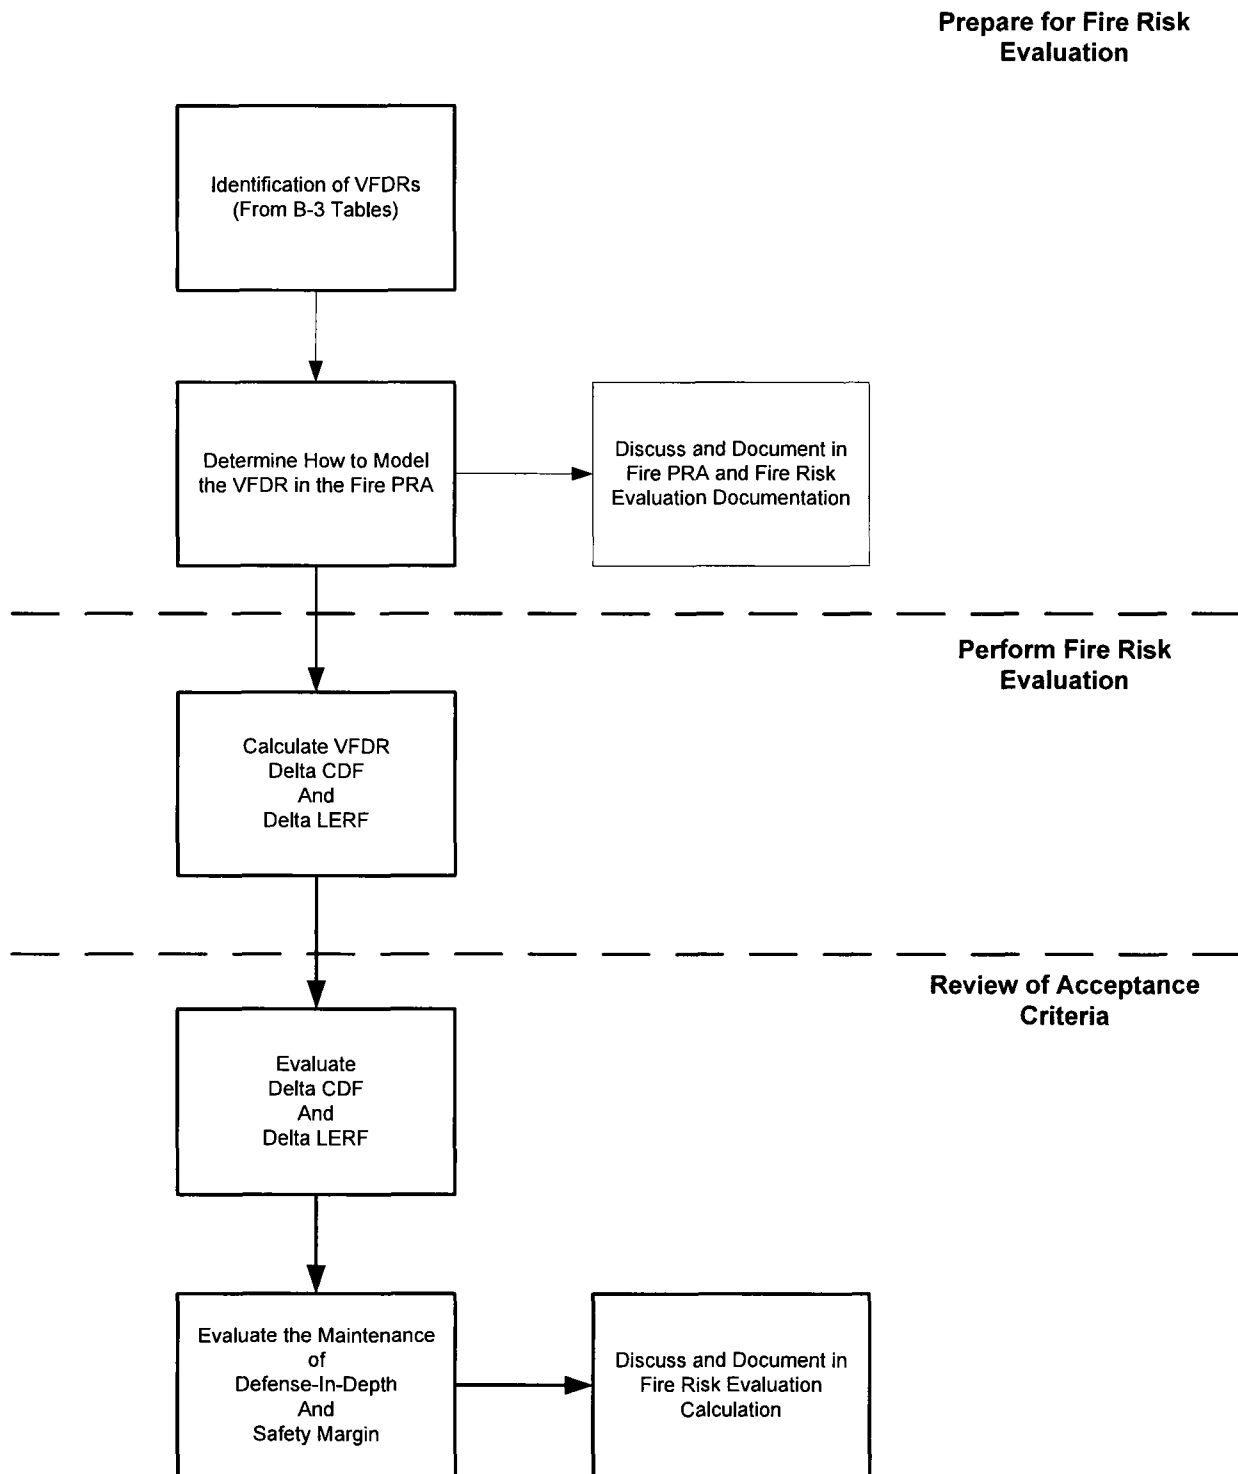 Prepare for Fire Risk
Evaluation
Identification of VFDRs
(From B-3 Tables)
Determine How to Model
the VFDR in the Fire PRA
Discuss and Document in
Fire PRA and Fire Risk
Evaluation Documentation
Perform Fire Risk
Evaluation
Calculate VFDR
Delta CDF
And
Delta LERF
Review of Acceptance
Criteria
Evaluate
Delta CDF
And
Delta LERF
Evaluate the Maintenance
of
Defense-In-Depth
And
Safety Margin
Discuss and Document in
Fire Risk Evaluation
Calculation